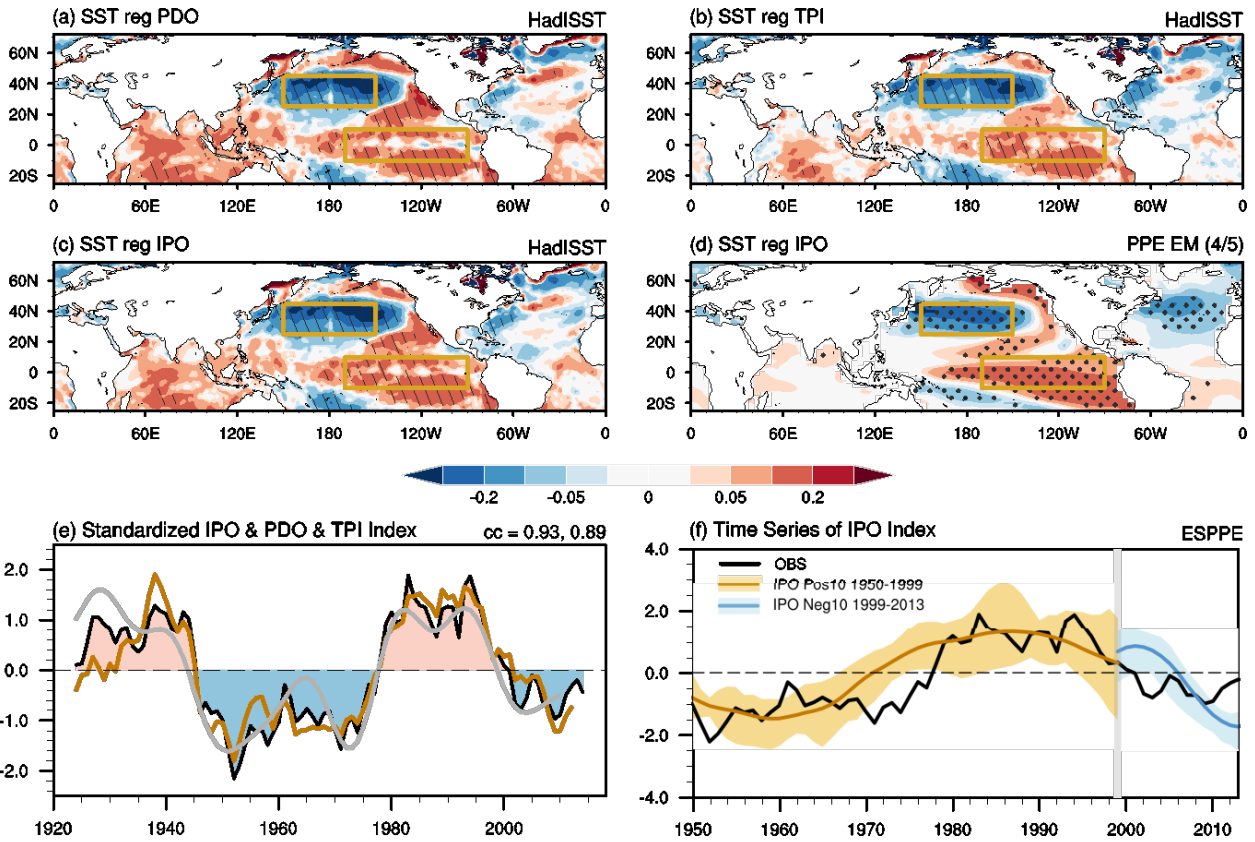 (a) SST reg PDO HadISST
(b) SST reg TPI HadISST
60N
40N
20N
0
20S
0 60E 120E 180 120W 60W 0
60N
40N
20N
0
20S
0 60E 120E 180 120W 60W 0
(c) SST reg IPO HadISST
(d) SST reg IPO PPE EM (4/5)
60N
40N
20N
0
20S
0 60E 120E 180 120W 60W 0
60N
40N
20N
0
20S
0 60E 120E 180 120W 60W 0
-0.2 -0.05 0 0.05 0.2
(e) Standardized IPO & PDO & TPI Index cc = 0.93, 0.89
2.0
1.0
0.0
-1.0
-2.0
1920 1940 1960 1980 2000
(f) Time Series of IPO Index ESPPE
4.0
2.0
0.0
-2.0
-4.0
OBS
IPO Pos10 1950-1999
IPO Neg10 1999-2013
1950 1960 1970 1980 1990 2000 2010